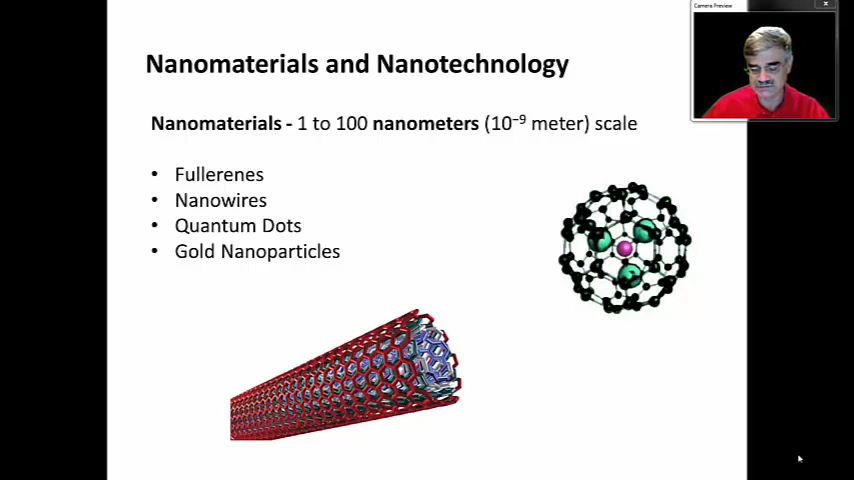 Camera Preview
Nanomaterials and Nanotechnology
Nanomaterials - 1 to 100 nanometers (10⁻⁹ meter) scale
• Fullerenes
• Nanowires
• Quantum Dots
• Gold Nanoparticles